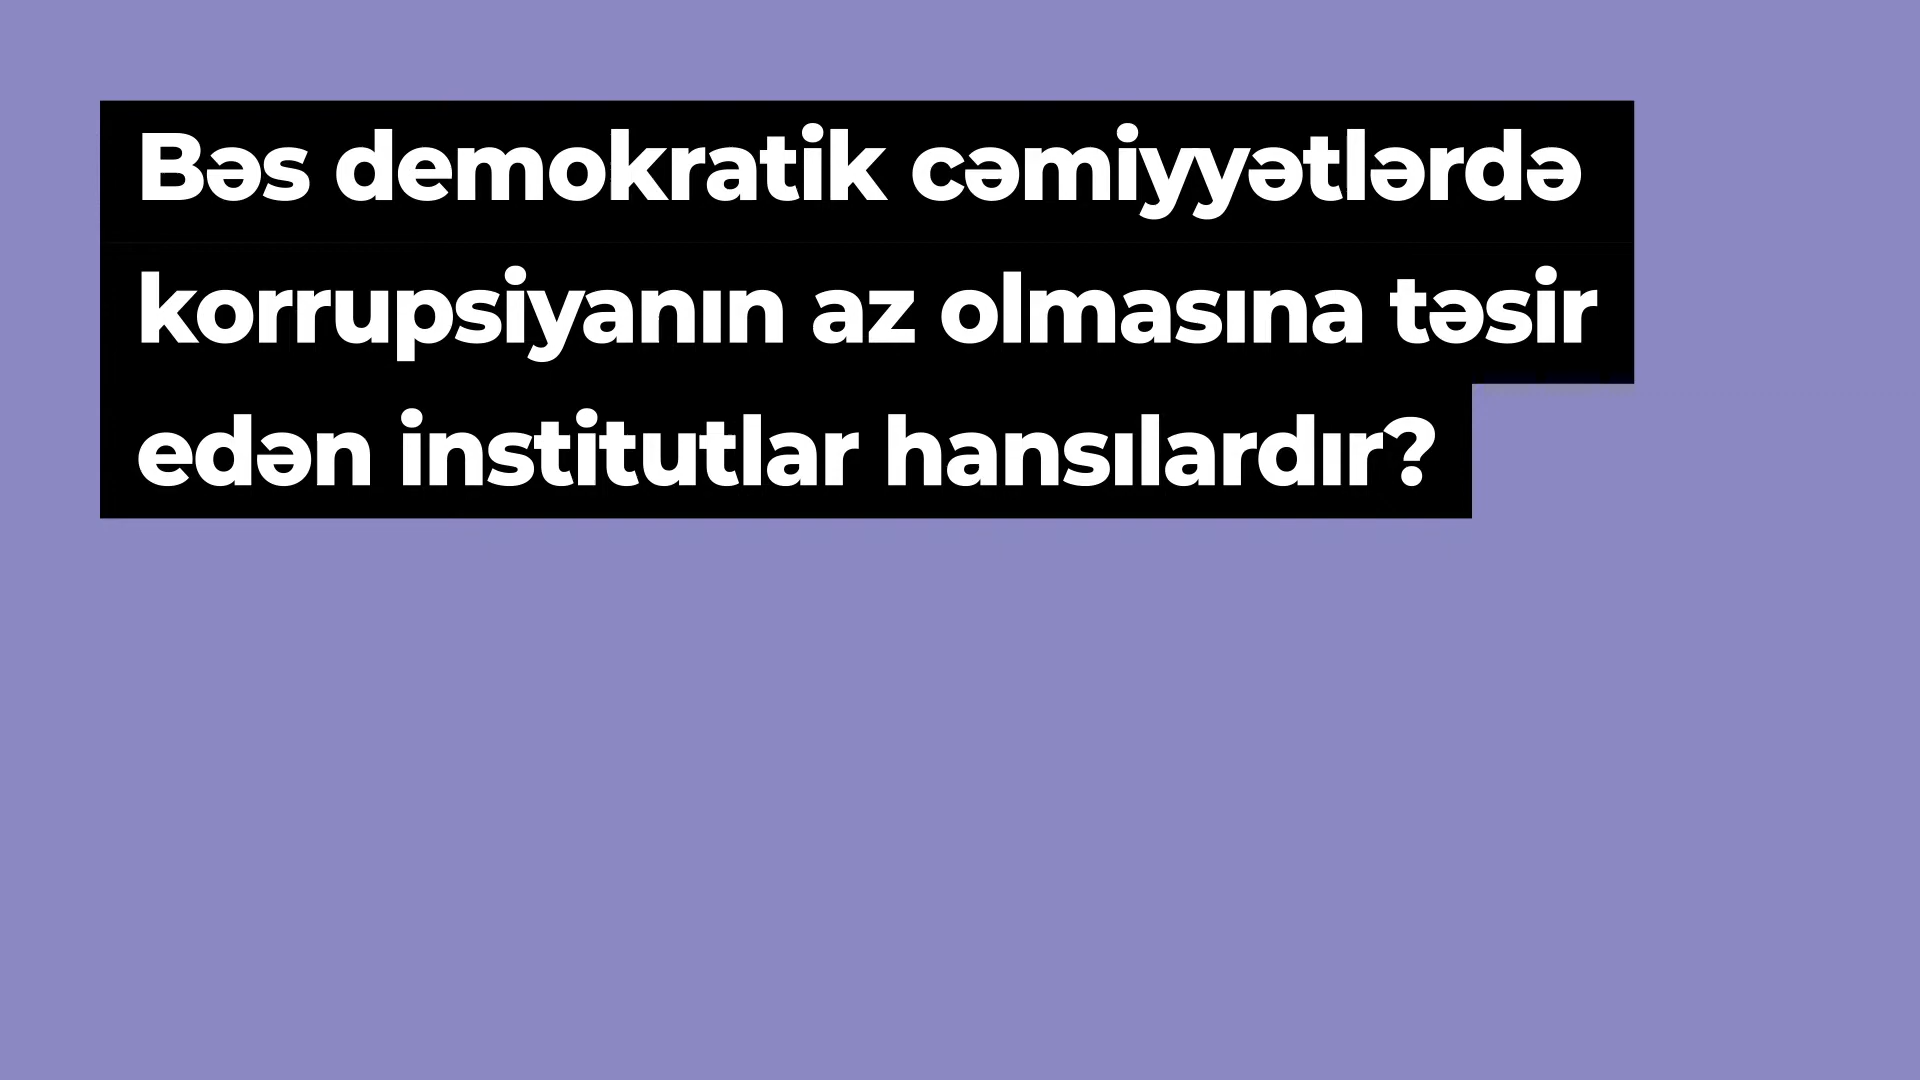 Bəs demokratik cəmiyyətlərdə
korrupsiyanın az olmasına təsir
edən institutlar hansılardır?